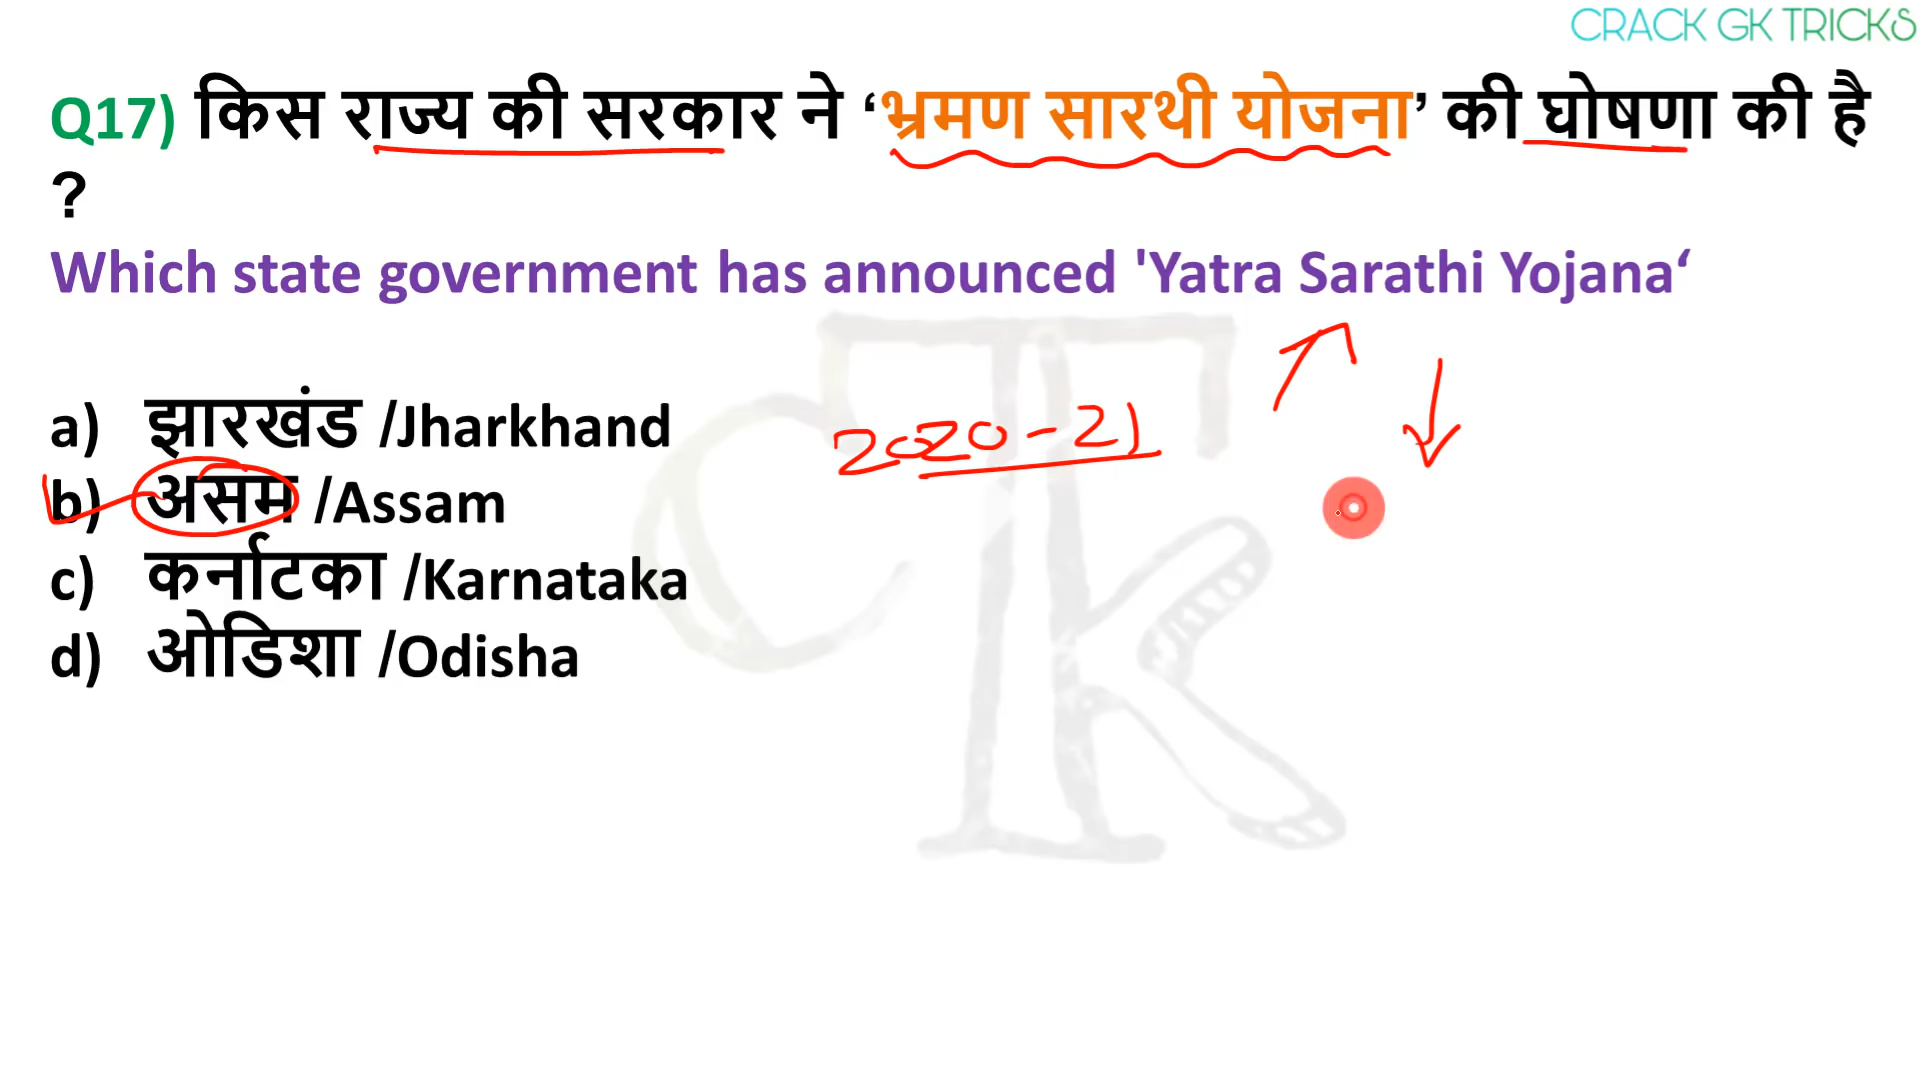 CRACK GK TRICKS
Q17) किस राज्य की सरकार ने ‘भ्रमण सारथी योजना’ की घोषणा की है
?
Which state government has announced 'Yatra Sarathi Yojana‘
a) झारखंड /Jharkhand
2020-21
b) असम /Assam
c) कर्नाटका /Karnataka
d) ओडिशा /Odisha